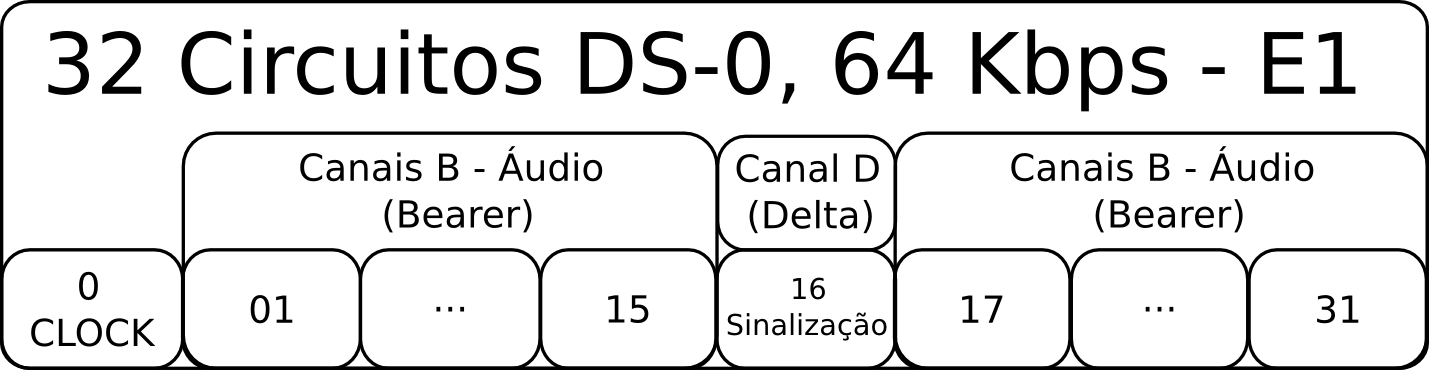 32 Circuitos DS-0, 64 Kbps - E1
Canais B - Áudio
(Bearer)
Canal D
(Delta)
Canais B - Áudio
(Bearer)
0
CLOCK
01
...
15
16
Sinalização
17
...
31